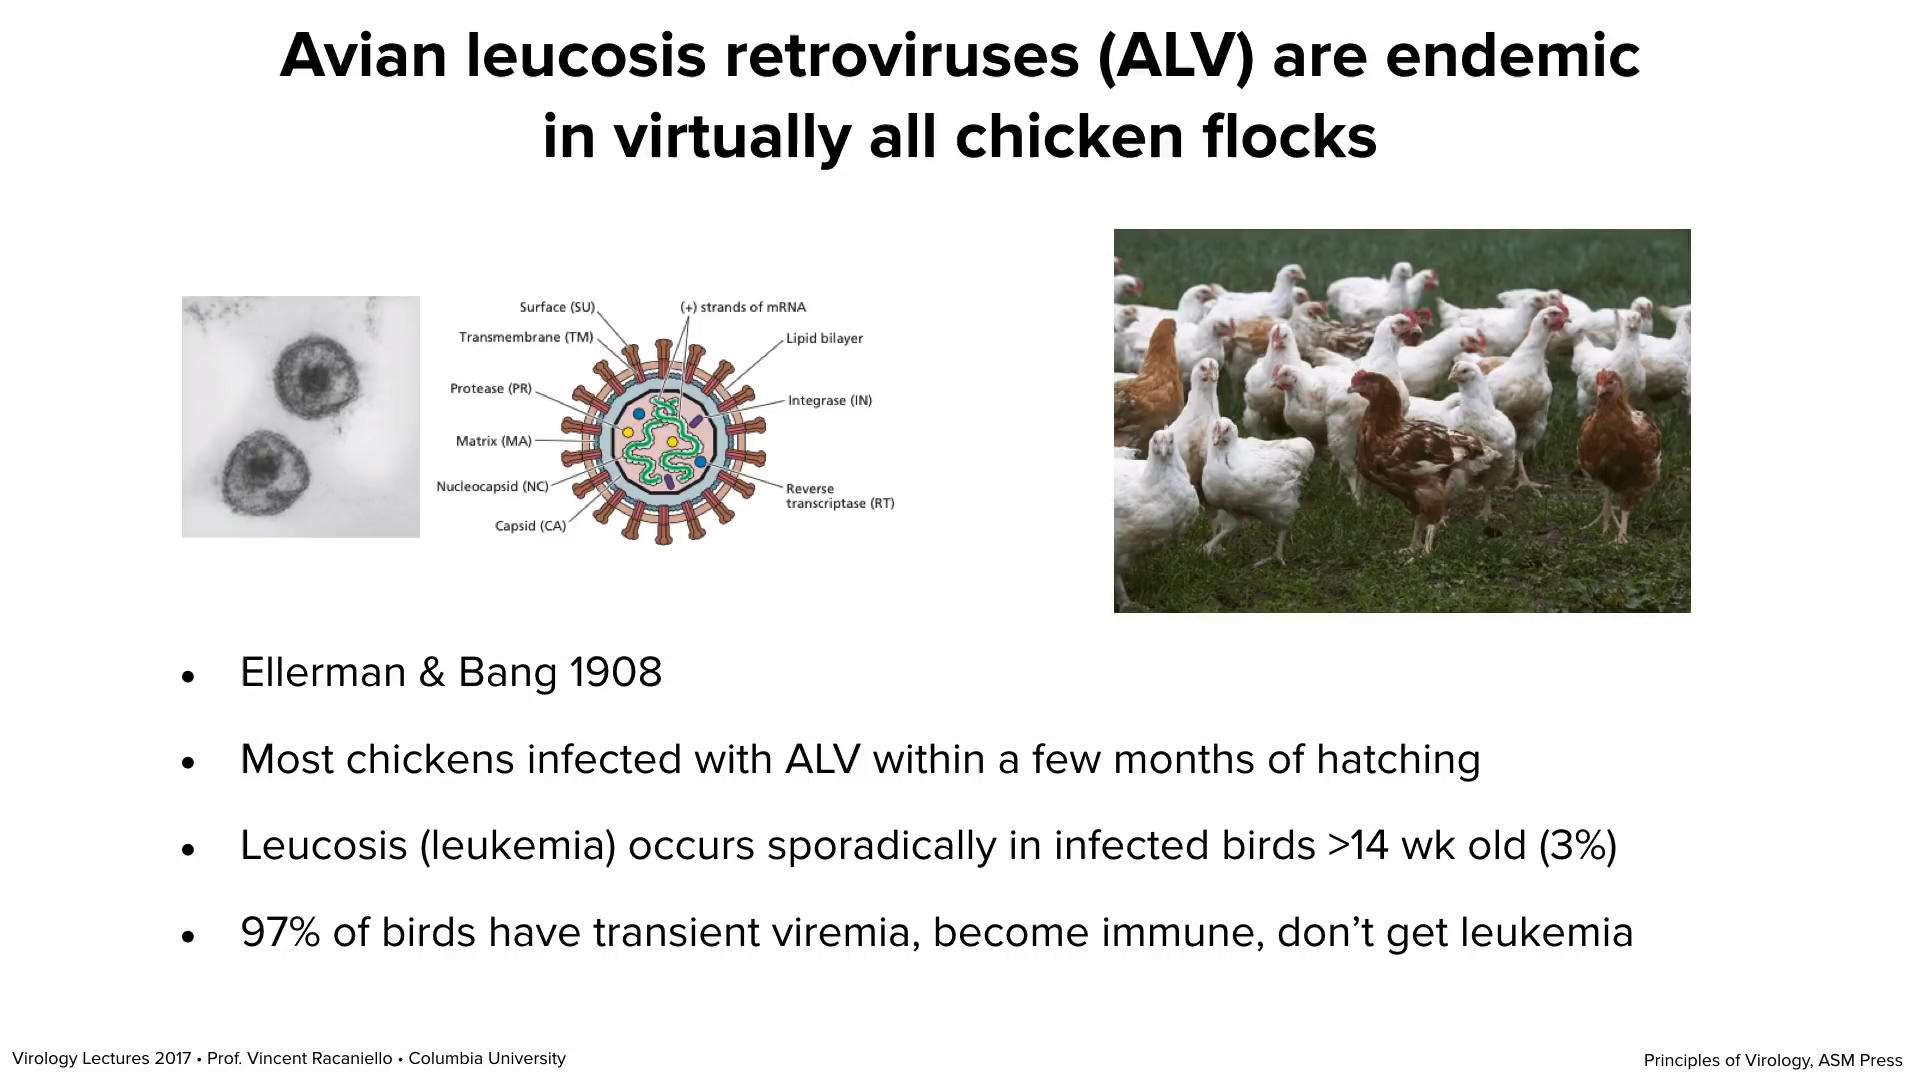 Avian leucosis retroviruses (ALV) are endemic
in virtually all chicken flocks
Surface (SU)
(+) strands of mRNA
Transmembrane (TM)
Lipid bilayer
Protease (PR)
Integrase (IN)
Matrix (MA)
Nucleocapsid (NC)
Reverse
transcriptase (RT)
Capsid (CA)
• Ellerman & Bang 1908
• Most chickens infected with ALV within a few months of hatching
• Leucosis (leukemia) occurs sporadically in infected birds >14 wk old (3%)
• 97% of birds have transient viremia, become immune, don’t get leukemia
Virology Lectures 2017 • Prof. Vincent Racaniello • Columbia University
Principles of Virology, ASM Press